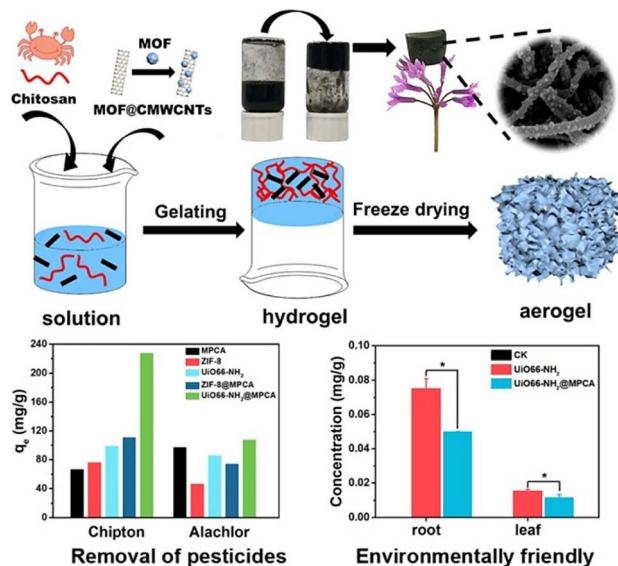 MOF
Chitosan
MOF@CMWCNTs
Gelating
Freeze drying
solution
hydrogel
aerogel
240
200
160
120
80
40
0
qe (mg/g)
MPCA
ZIF-8
UiO66-NH2
ZIF-8@MPCA
UiO66-NH2@MPCA
Chipton
Alachlor
Removal of pesticides
0.10
0.08
0.06
0.04
0.02
0.00
Concentration (mg/g)
CK
UiO66-NH2
UiO66-NH2@MPCA
*
*
root
leaf
Environmentally friendly